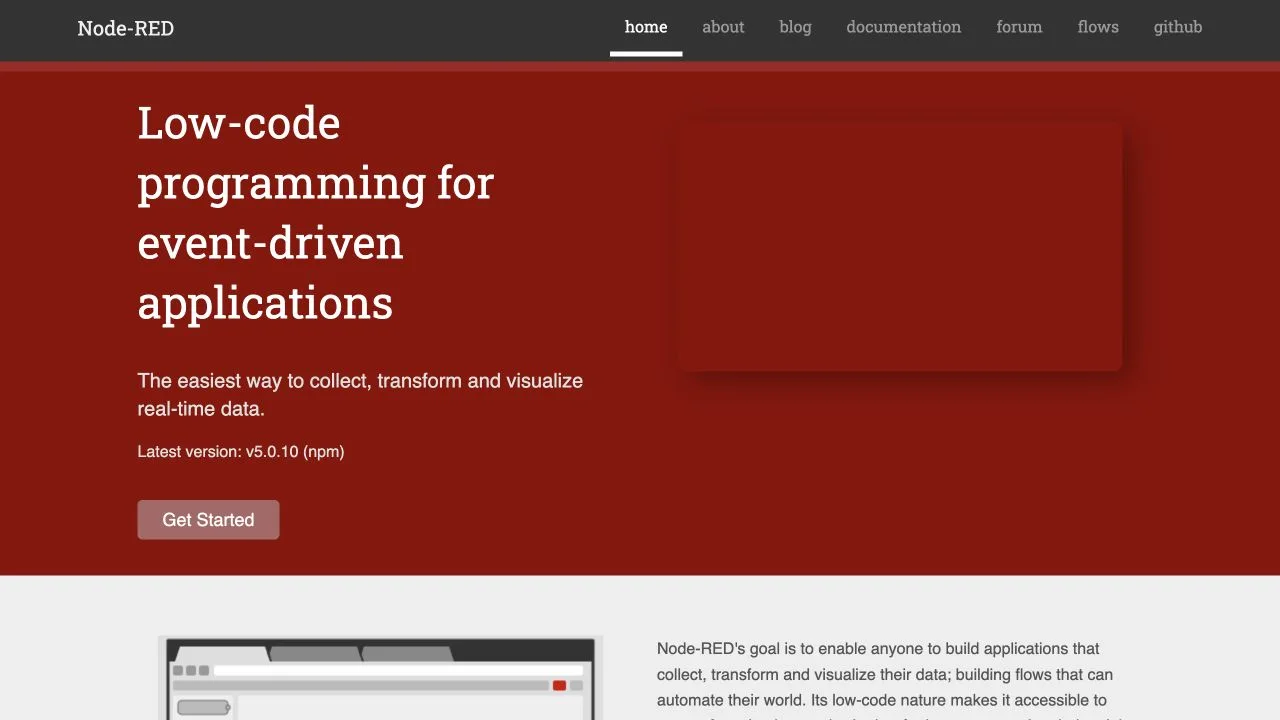 Node-RED
home about blog documentation forum flows github
Low-code
programming for
event-driven
applications
The easiest way to collect, transform and visualize
real-time data.
Latest version: v5.0.10 (npm)
Get Started
Node-RED's goal is to enable anyone to build applications that
collect, transform and visualize their data; building flows that can
automate their world. Its low-code nature makes it accessible to